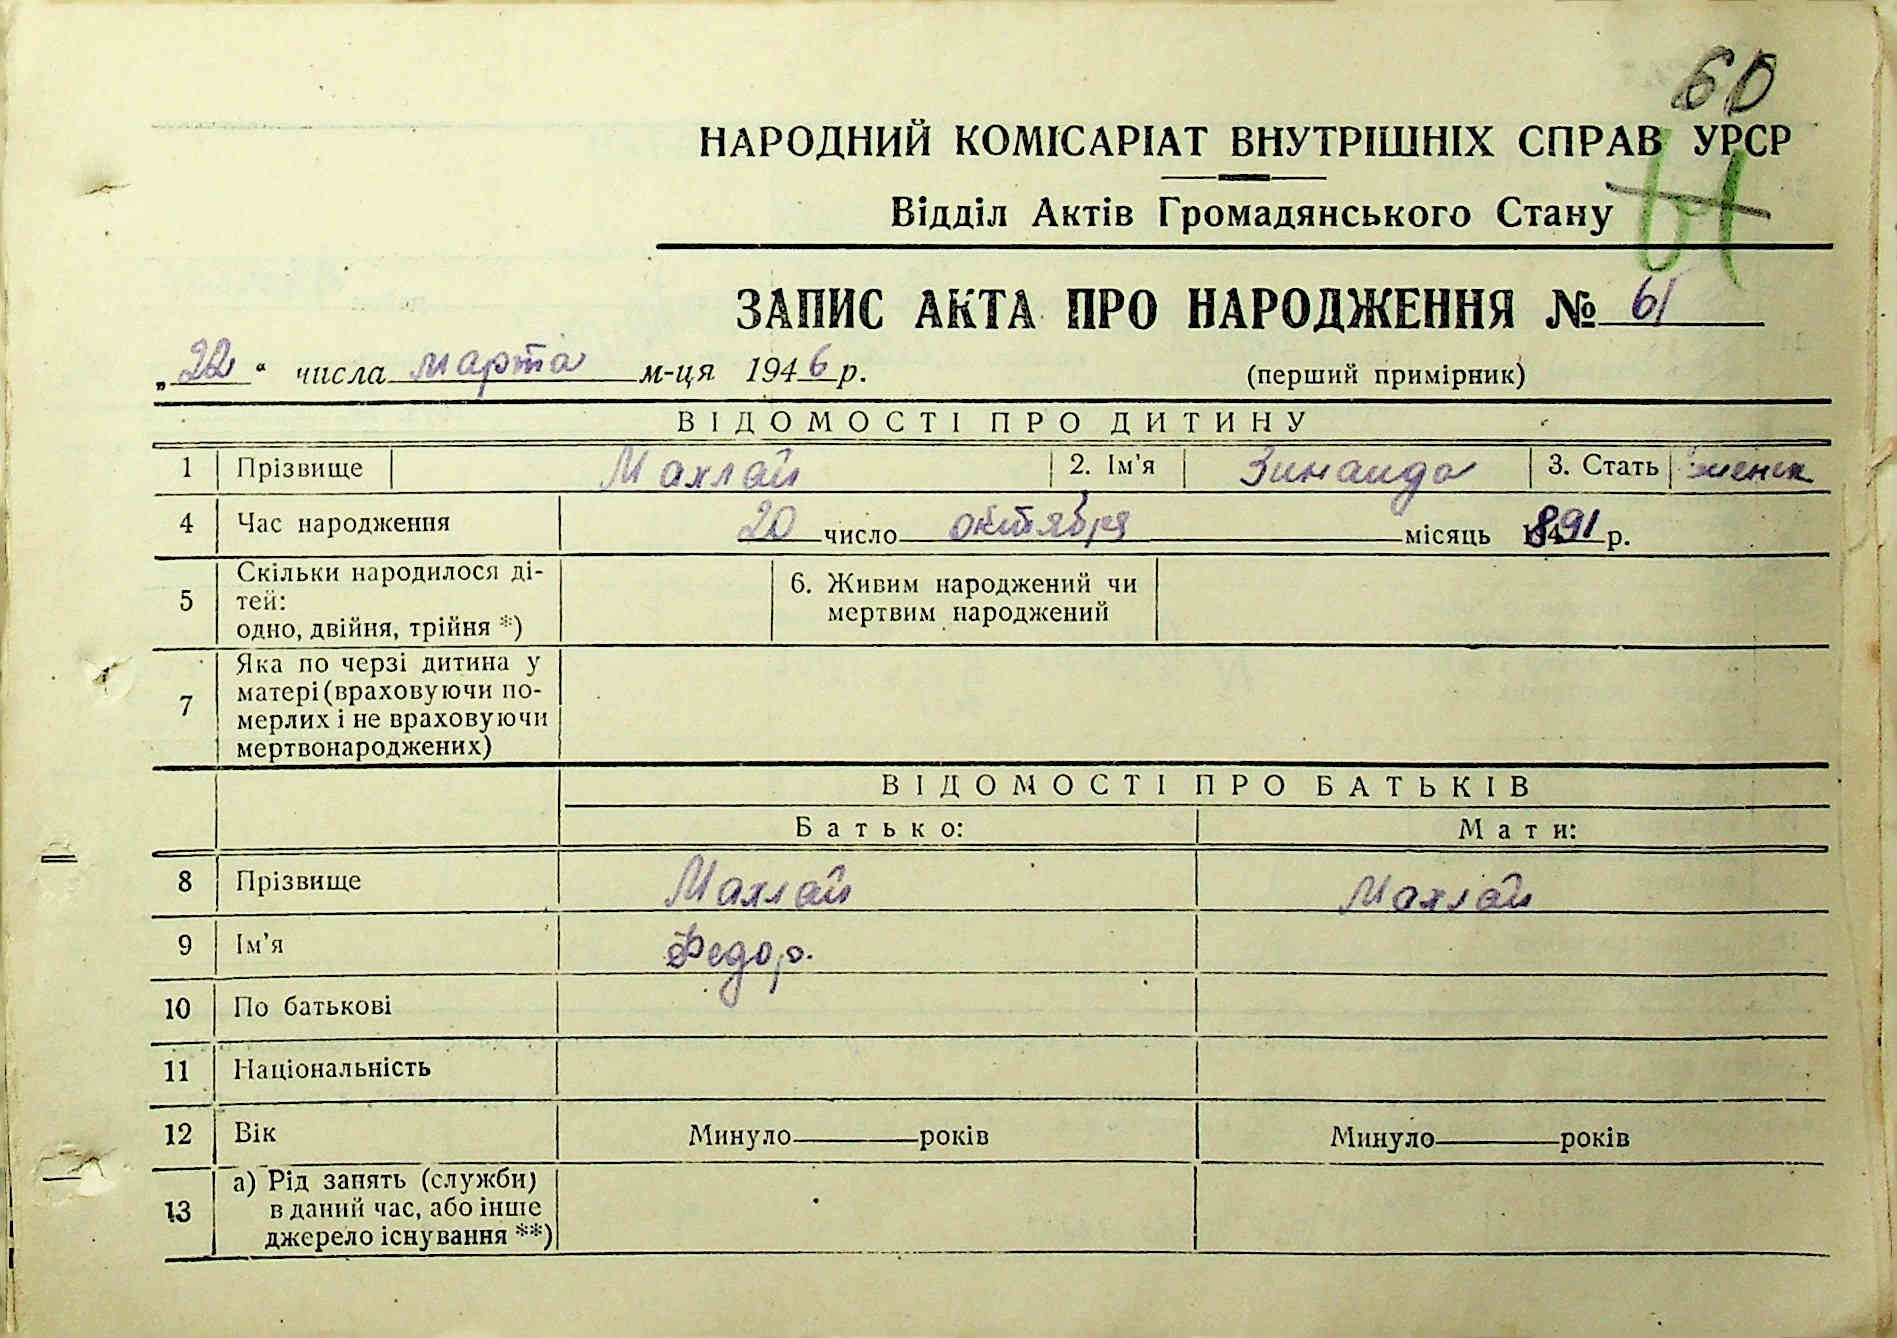 60
НАРОДНИЙ КОМІСАРІАТ ВНУТРІШНІХ СПРАВ УРСР
Відділ Актів Громадянського Стану
61
ЗАПИС АКТА ПРО НАРОДЖЕННЯ № 61
„22“ числа марта м-ця 1946 р. (перший примірник)
ВІДОМОСТІ ПРО ДИТИНУ
1 Прізвище Махлай 2. Ім'я Зинаида 3. Стать женск
4 Час народження 20 число октября місяць 1891 р.
5 Скільки народилося ді-
тей:
одно, двійня, трійня *)
6. Живим народжений чи
мертвим народжений
7 Яка по черзі дитина у
матері (враховуючи по-
мерлих і не враховуючи
мертвонароджених)
ВІДОМОСТІ ПРО БАТЬКІВ
Батько: Мати:
8 Прізвище Махлай Махлай
9 Ім'я Федор.
10 По батькові
11 Національність
12 Вік Минуло років Минуло років
13 а) Рід занять (служби)
в даний час, або інше
джерело існування **)